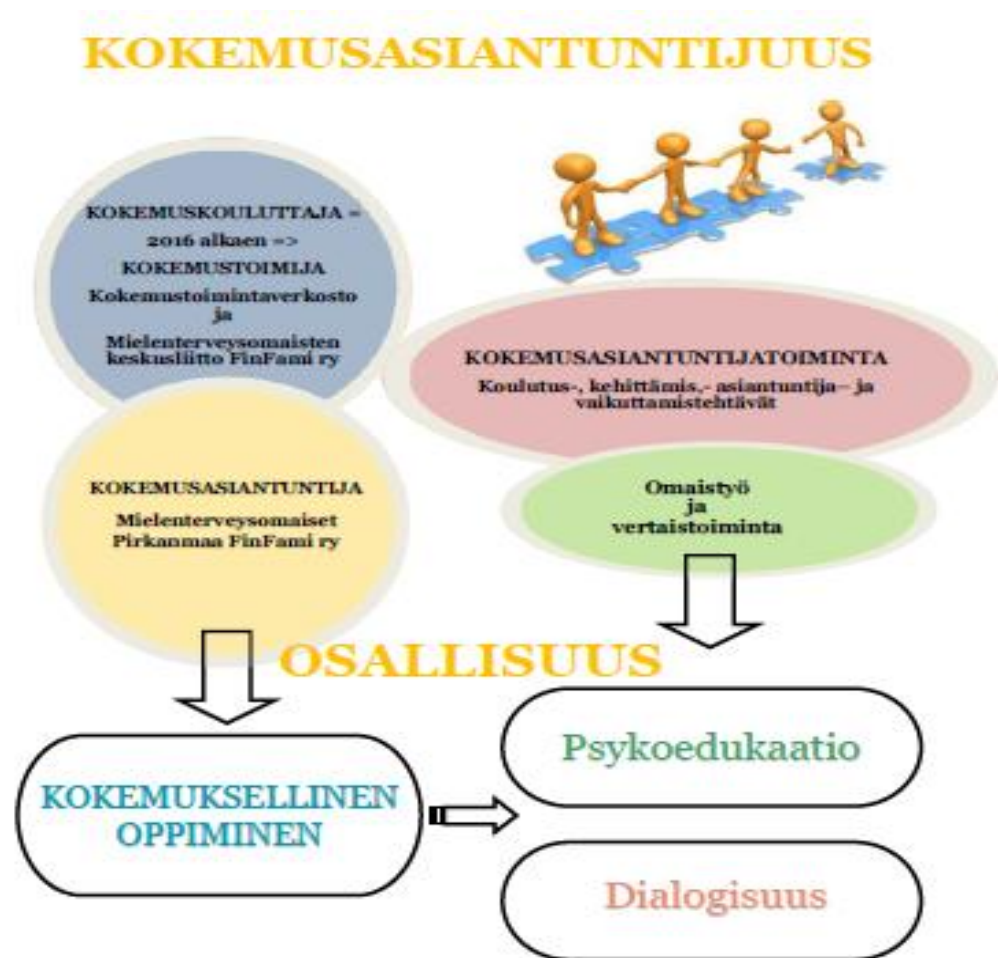 KOKEMUSASIANTUNTIJUUS
KOKEMUSKOULUTTAJA =
2016 alkaen =>
KOKEMUSTOIMIJA
Kokemustoimintaverkosto
ja
Mielenterveysomaisten
keskusliitto FinFami ry
KOKEMUSASIANTUNTIJATOIMINTA
Koulutus-, kehittämis,- asiantuntija– ja
vaikuttamistehtävät
KOKEMUSASIANTUNTIJA
Mielenterveysomaiset
Pirkanmaa FinFami ry
Omaistyö
ja
vertaistoiminta
OSALLISUUS
KOKEMUKSELLINEN
OPPIMINEN
Psykoedukaatio
Dialogisuus